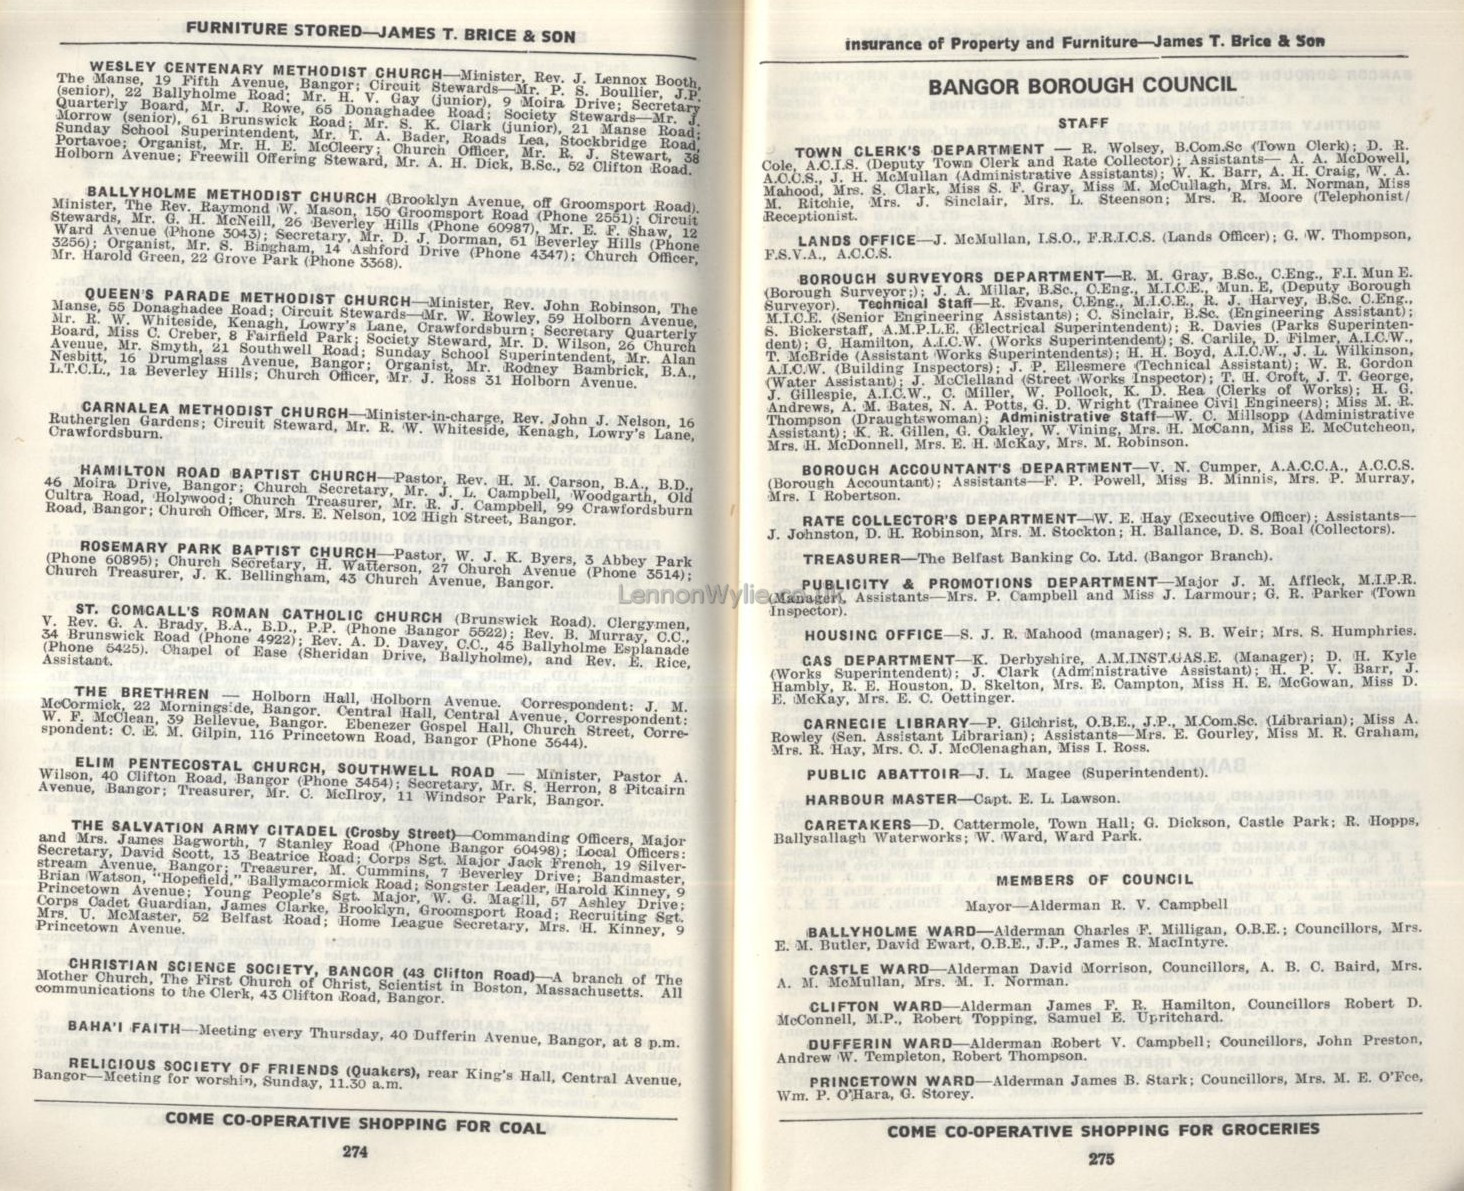 FURNITURE STORED—JAMES T. BRICE & SON
WESLEY CENTENARY METHODIST CHURCH—Minister, Rev. J. Lennox Booth,
The Manse, 19 Fifth Avenue, Bangor; Circuit Stewards—Mr. P. S. Boullier, J.P.
(senior), 22 Ballyholme Road; Mr. H. V. Gay (junior), 9 Moira Drive; Secretary
Quarterly Board, Mr. J. Rowe, 65 Donaghadee Road; Society Stewards—Mr. J.
Morrow (senior), 61 Brunswick Road; Mr. S. K. Clark (junior), 21 Manse Road;
Sunday School Superintendent, Mr. T. A. Bader, Roads Lea, Stockbridge Road,
Portavoe; Organist, Mr. H. E. McCleery; Church Officer, Mr. R. J. Stewart, 38
Holborn Avenue; Freewill Offering Steward, Mr. A. H. Dick, B.Sc., 52 Clifton Road.
BALLYHOLME METHODIST CHURCH (Brooklyn Avenue, off Groomsport Road).
Minister, The Rev. Raymond W. Mason, 150 Groomsport Road (Phone 2551); Circuit
Stewards, Mr. G. H. McNeill, 26 Beverley Hills (Phone 60987), Mr. E. F. Shaw, 12
Ward Avenue (Phone 3043); Secretary, Mr. D. J. Dorman, 61 Beverley Hills (Phone
3256); Organist, Mr. S. Bingham, 14 Ashford Drive (Phone 4347); Church Officer,
Mr. Harold Green, 22 Grove Park (Phone 3368).
QUEEN'S PARADE METHODIST CHURCH—Minister, Rev. John Robinson, The
Manse, 55 Donaghadee Road; Circuit Stewards—Mr. W. Rowley, 59 Holborn Avenue,
Mr. R. W. Whiteside, Kenagh, Lowry's Lane, Crawfordsburn; Secretary Quarterly
Board, Miss C. Creber, 8 Fairfield Park; Society Steward, Mr. D. Wilson, 26 Church
Avenue, Mr. Smyth, 21 Southwell Road; Sunday School Superintendent, Mr. Alan
Nesbitt, 16 Drumglass Avenue, Bangor; Organist, Mr. Rodney Bambrick, B.A.,
L.T.C.L., 1a Beverley Hills; Church Officer, Mr. J. Ross 31 Holborn Avenue.
CARNALEA METHODIST CHURCH—Minister-in-charge, Rev. John J. Nelson, 16
Rutherglen Gardens; Circuit Steward, Mr. R. W. Whiteside, Kenagh, Lowry's Lane,
Crawfordsburn.
HAMILTON ROAD BAPTIST CHURCH—Pastor, Rev. H. M. Carson, B.A., B.D.,
46 Moira Drive, Bangor; Church Secretary, Mr. J. L. Campbell, Woodgarth, Old
Cultra Road, Holywood; Church Treasurer, Mr. R. J. Campbell, 99 Crawfordsburn
Road, Bangor; Church Officer, Mrs. E. Nelson, 102 High Street, Bangor.
ROSEMARY PARK BAPTIST CHURCH—Pastor, W. J. K. Byers, 3 Abbey Park
(Phone 60895); Church Secretary, H. Watterson, 27 Church Avenue (Phone 3514);
Church Treasurer, J. K. Bellingham, 43 Church Avenue, Bangor.
ST. COMGALL'S ROMAN CATHOLIC CHURCH (Brunswick Road). Clergymen,
V. Rev. G. A. Brady, B.A., B.D., P.P. (Phone Bangor 5522); Rev. B. Murray, C.C.,
34 Brunswick Road (Phone 4922); Rev. A. D. Davey, C.C., 45 Ballyholme Esplanade
(Phone 5425). Chapel of Ease (Sheridan Drive, Ballyholme), and Rev. E. Rice,
Assistant.
THE BRETHREN — Holborn Hall, Holborn Avenue. Correspondent: J. M.
McCormick, 22 Morningside, Bangor. Central Hall, Central Avenue, Correspondent:
W. F. McClean, 39 Bellevue, Bangor. Ebenezer Gospel Hall, Church Street, Corre-
spondent: C. E. M. Gilpin, 116 Princetown Road, Bangor (Phone 3644).
ELIM PENTECOSTAL CHURCH, SOUTHWELL ROAD — Minister, Pastor A.
Wilson, 40 Clifton Road, Bangor (Phone 3454); Secretary, Mr. S. Herron, 8 Pitcairn
Avenue, Bangor; Treasurer, Mr. C. McIlroy, 11 Windsor Park, Bangor.
THE SALVATION ARMY CITADEL (Crosby Street)—Commanding Officers, Major
and Mrs. James Bagworth, 7 Stanley Road (Phone Bangor 60498); Local Officers:
Secretary, David Scott, 13 Beatrice Road; Corps Sgt. Major Jack French, 19 Silver-
stream Avenue, Bangor; Treasurer, M. Cummins, 7 Beverley Drive; Bandmaster,
Brian Watson, "Hopefield," Ballymacormick Road; Songster Leader, Harold Kinney, 9
Princetown Avenue; Young People's Sgt. Major, W. G. Magill, 57 Ashley Drive;
Corps Cadet Guardian, James Clarke, Brooklyn, Groomsport Road; Recruiting Sgt.
Mrs. U. McMaster, 52 Belfast Road; Home League Secretary, Mrs. H. Kinney, 9
Princetown Avenue.
CHRISTIAN SCIENCE SOCIETY, BANGOR (43 Clifton Road)—A branch of The
Mother Church, The First Church of Christ, Scientist in Boston, Massachusetts. All
communications to the Clerk, 43 Clifton Road, Bangor.
BAHA'I FAITH—Meeting every Thursday, 40 Dufferin Avenue, Bangor, at 8 p.m.
RELIGIOUS SOCIETY OF FRIENDS (Quakers), rear King's Hall, Central Avenue,
Bangor—Meeting for worship, Sunday, 11.30 a.m.
COME CO-OPERATIVE SHOPPING FOR COAL
274
Insurance of Property and Furniture—James T. Brice & Son
BANGOR BOROUGH COUNCIL
STAFF
TOWN CLERK'S DEPARTMENT — R. Wolsey, B.Com.Sc (Town Clerk); D. R.
Cole, A.C.I.S. (Deputy Town Clerk and Rate Collector); Assistants— A. A. McDowell,
A.C.C.S., J. H. McMullan (Administrative Assistants); W. K. Barr, A. H. Craig, W. A.
Mahood, Mrs. S. Clark, Miss S. F. Gray, Miss M. McCullagh, Mrs. M. Norman, Miss
M. Ritchie, Mrs. J. Sinclair, Mrs. L. Steenson; Mrs. R. Moore (Telephonist/
Receptionist.
LANDS OFFICE—J. McMullan, I.S.O., F.R.I.C.S. (Lands Officer); G. W. Thompson,
F.S.V.A., A.C.C.S.
BOROUGH SURVEYORS DEPARTMENT—R. M. Gray, B.Sc., C.Eng., F.I. Mun E.
(Borough Surveyor;); J. A. Millar, B.Sc., C.Eng., M.I.C.E., Mun. E, (Deputy Borough
Surveyor). Technical Staff—R. Evans, C.Eng., M.I.C.E., R. J. Harvey, B.Sc. C.Eng.,
M.I.C.E. (Senior Engineering Assistants); C. Sinclair, B.Sc. (Engineering Assistant);
S. Bickerstaff, A.M.P.L.E. (Electrical Superintendent); R. Davies (Parks Superinten-
dent); G. Hamilton, A.I.C.W. (Works Superintendent); S. Carlile, D. Filmer, A.I.C.W.,
T. McBride (Assistant Works Superintendents); H. H. Boyd, A.I.C.W., J. L. Wilkinson,
A.I.C.W. (Building Inspectors); J. P. Ellesmere (Technical Assistant); W. R. Gordon
(Water Assistant); J. McClelland (Street Works Inspector); T. H. Croft, J. T. George,
J. Gillespie, A.I.C.W., C. Miller, W. Pollock, K. D. Rea (Clerks of Works); H. G.
Andrews, A. M. Bates, N. A. Potts, G. D. Wright (Trainee Civil Engineers); Miss M. R.
Thompson (Draughtswoman); Administrative Staff—W. C. Millsopp (Administrative
Assistant); K. R. Gillen, G. Oakley, W. Vining, Mrs. H. McCann, Miss E. McCutcheon,
Mrs. H. McDonnell, Mrs. E. H. McKay, Mrs. M. Robinson.
BOROUGH ACCOUNTANT'S DEPARTMENT—V. N. Cumper, A.A.C.C.A., A.C.C.S.
(Borough Accountant); Assistants—F. P. Powell, Miss B. Minnis, Mrs. P. Murray,
Mrs. I Robertson.
RATE COLLECTOR'S DEPARTMENT—W. E. Hay (Executive Officer); Assistants—
J. Johnston, D. H. Robinson, Mrs. M. Stockton; H. Ballance, D. S. Boal (Collectors).
TREASURER—The Belfast Banking Co. Ltd. (Bangor Branch).
PUBLICITY & PROMOTIONS DEPARTMENT—Major J. M. Affleck, M.I.P.R.
(Manager), Assistants—Mrs. P. Campbell and Miss J. Larmour; G. R. Parker (Town
Inspector).
LennonWylie.co.uk
HOUSING OFFICE—S. J. R. Mahood (manager); S. B. Weir; Mrs. S. Humphries.
GAS DEPARTMENT—K. Derbyshire, A.M.INST.GAS.E. (Manager); D. H. Kyle
(Works Superintendent); J. Clark (Administrative Assistant); H. P. V. Barr, J.
Hambly, R. E. Houston, D. Skelton, Mrs. E. Campton, Miss H. E. McGowan, Miss D.
E. McKay, Mrs. E. C. Oettinger.
CARNEGIE LIBRARY—P. Gilchrist, O.B.E., J.P., M.Com.Sc. (Librarian); Miss A.
Rowley (Sen. Assistant Librarian); Assistants—Mrs. E. Gourley, Miss M. R. Graham,
Mrs. R. Hay, Mrs. C. J. McClenaghan, Miss I. Ross.
PUBLIC ABATTOIR—J. L. Magee (Superintendent).
HARBOUR MASTER—Capt. E. L. Lawson.
CARETAKERS—D. Cattermole, Town Hall; G. Dickson, Castle Park; R. Hopps,
Ballysallagh Waterworks; W. Ward, Ward Park.
MEMBERS OF COUNCIL
Mayor—Alderman R. V. Campbell
BALLYHOLME WARD—Alderman Charles F. Milligan, O.B.E.; Councillors, Mrs.
E. M. Butler, David Ewart, O.B.E., J.P., James R. MacIntyre.
CASTLE WARD—Alderman David Morrison, Councillors, A. B. C. Baird, Mrs.
A. M. McMullan, Mrs. M. I. Norman.
CLIFTON WARD—Alderman James F. R. Hamilton, Councillors Robert D.
McConnell, M.P., Robert Topping, Samuel E. Upritchard.
DUFFERIN WARD—Alderman Robert V. Campbell; Councillors, John Preston,
Andrew W. Templeton, Robert Thompson.
PRINCETOWN WARD—Alderman James B. Stark; Councillors, Mrs. M. E. O'Fee,
Wm. P. O'Hara, G. Storey.
COME CO-OPERATIVE SHOPPING FOR GROCERIES
275